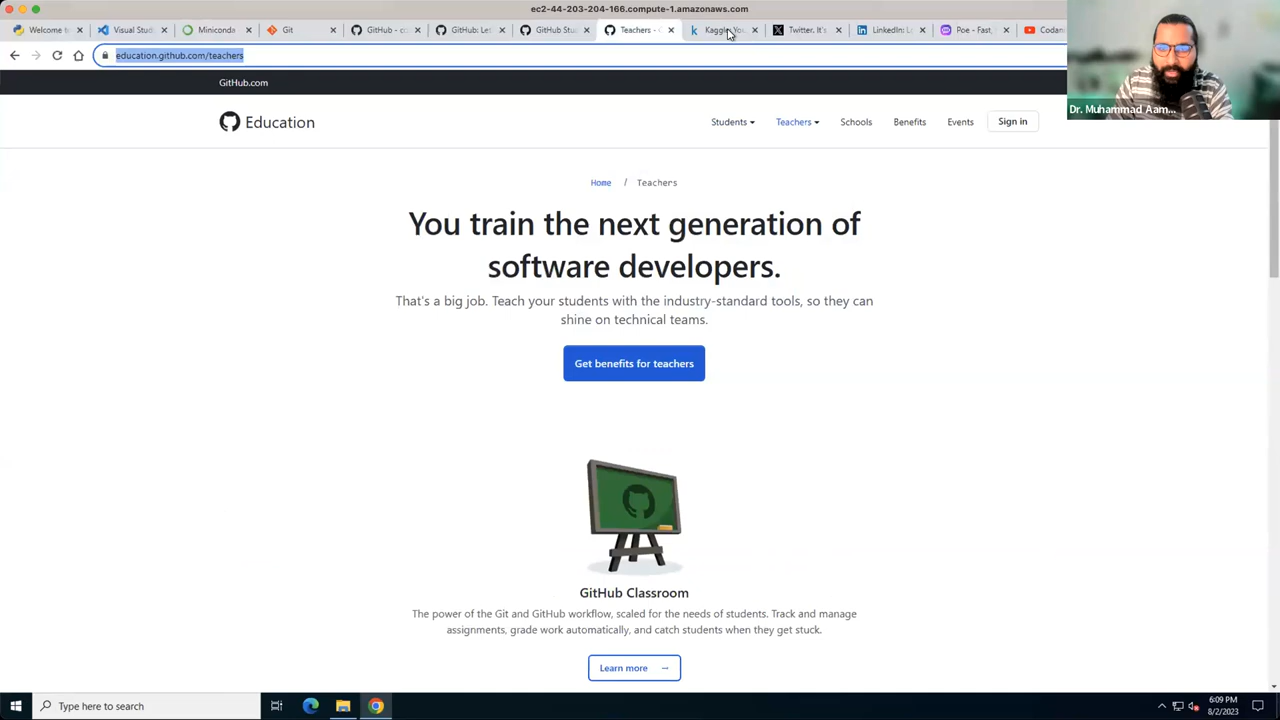 ec2-44-203-204-166.compute-1.amazonaws.com
Welcome to
Visual Stud
Miniconda
Git
GitHub - co
GitHub: Le
GitHub Stu
Teachers -
Kaggle: You
Twitter. It's
LinkedIn: L
Poe - Fast,
Codani
education.github.com/teachers
Dr. Muhammad Aam...
GitHub.com
Education
Students
Teachers
Schools
Benefits
Events
Sign in
Home / Teachers
You train the next generation of
software developers.
That's a big job. Teach your students with the industry-standard tools, so they can
shine on technical teams.
Get benefits for teachers
GitHub Classroom
The power of the Git and GitHub workflow, scaled for the needs of students. Track and manage
assignments, grade work automatically, and catch students when they get stuck.
Learn more →
Type here to search
6:09 PM
8/2/2023